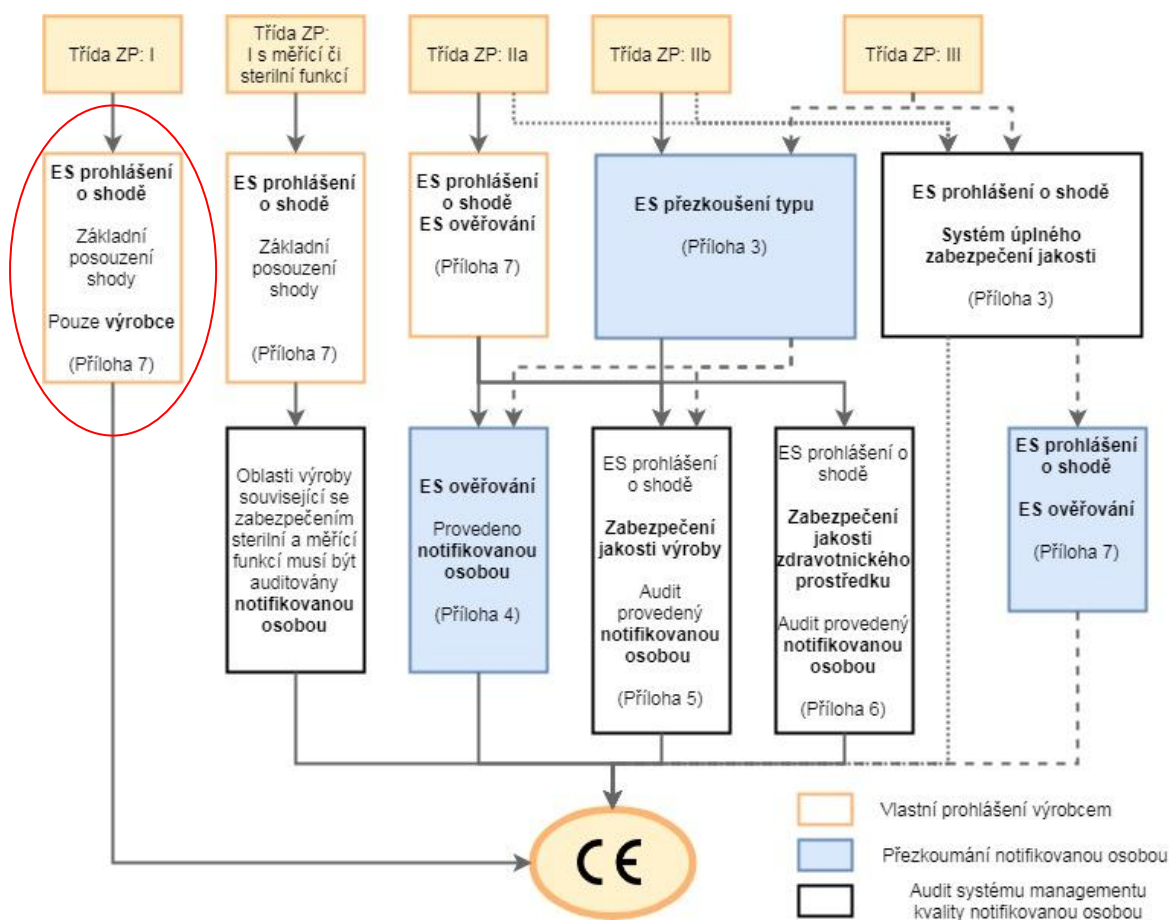 Třída ZP: I
Třída ZP:
I s měřící či
sterilní funkcí
Třída ZP: IIa
Třída ZP: IIb
Třída ZP: III
ES prohlášení
o shodě
Základní
posouzení
shody
Pouze výrobce
(Příloha 7)
ES prohlášení
o shodě
Základní
posouzení
shody
(Příloha 7)
ES prohlášení
o shodě
ES ověřování
(Příloha 7)
ES přezkoušení typu
(Příloha 3)
ES prohlášení o shodě
Systém úplného
zabezpečení jakosti
(Příloha 3)
Oblasti výroby
související se
zabezpečením
sterilní a měřící
funkcí musí být
auditovány
notifikovanou
osobou
ES ověřování
Provedeno
notifikovanou
osobou
(Příloha 4)
ES prohlášení
o shodě
Zabezpečení
jakosti výroby
Audit
provedený
notifikovanou
osobou
(Příloha 5)
ES prohlášení o
shodě
Zabezpečení
jakosti
zdravotnického
prostředku
Audit provedený
notifikovanou
osobou
(Příloha 6)
ES prohlášení
o shodě
ES ověřování
(Příloha 7)
CE
Vlastní prohlášení výrobcem
Přezkoumání notifikovanou osobou
Audit systému managementu
kvality notifikovanou osobou